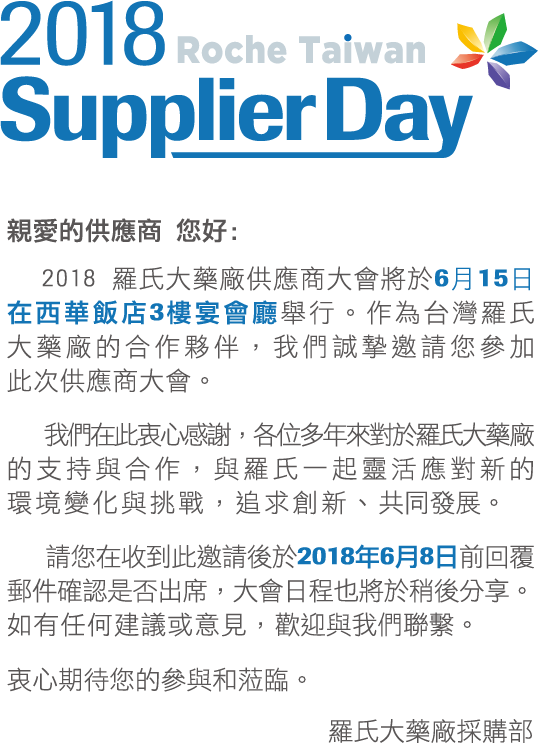 2018
Roche Taiwan
Supplier Day
親愛的供應商 您好:
2018 羅氏大藥廠供應商大會將於6月15日
在西華飯店3樓宴會廳舉行。作為台灣羅氏
大藥廠的合作夥伴，我們誠摯邀請您參加
此次供應商大會。
我們在此衷心感謝，各位多年來對於羅氏大藥廠
的支持與合作，與羅氏一起靈活應對新的
環境變化與挑戰，追求創新、共同發展。
請您在收到此邀請後於2018年6月8日前回覆
郵件確認是否出席，大會日程也將於稍後分享。
如有任何建議或意見，歡迎與我們聯繫。
衷心期待您的參與和蒞臨。
羅氏大藥廠採購部